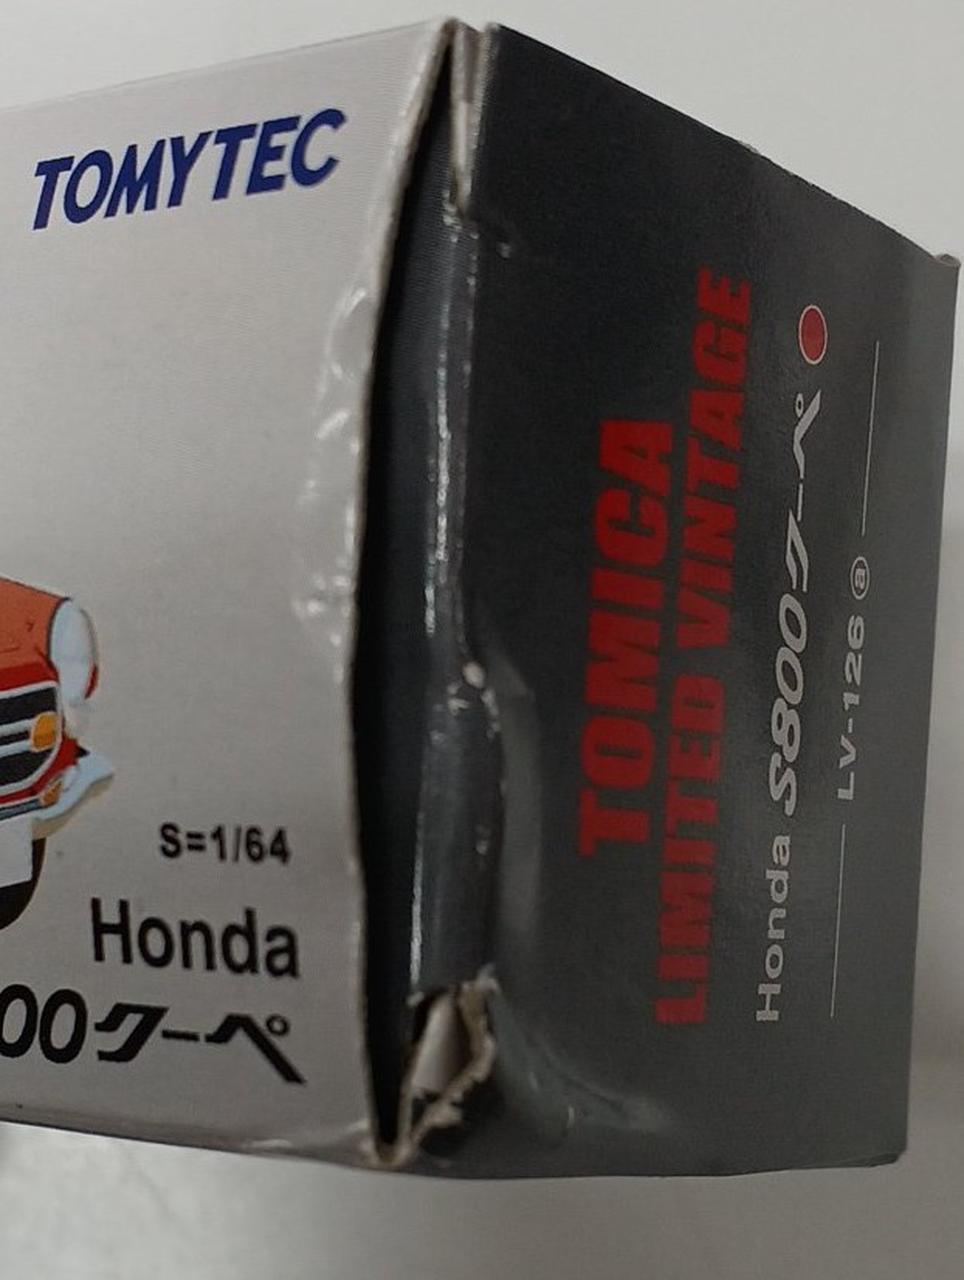 TOMYTEC
S=1/64
Honda
00クーペ
TOMICA
LIMITED VINTAGE
Honda S800クーペ
LV-126 ⓐ